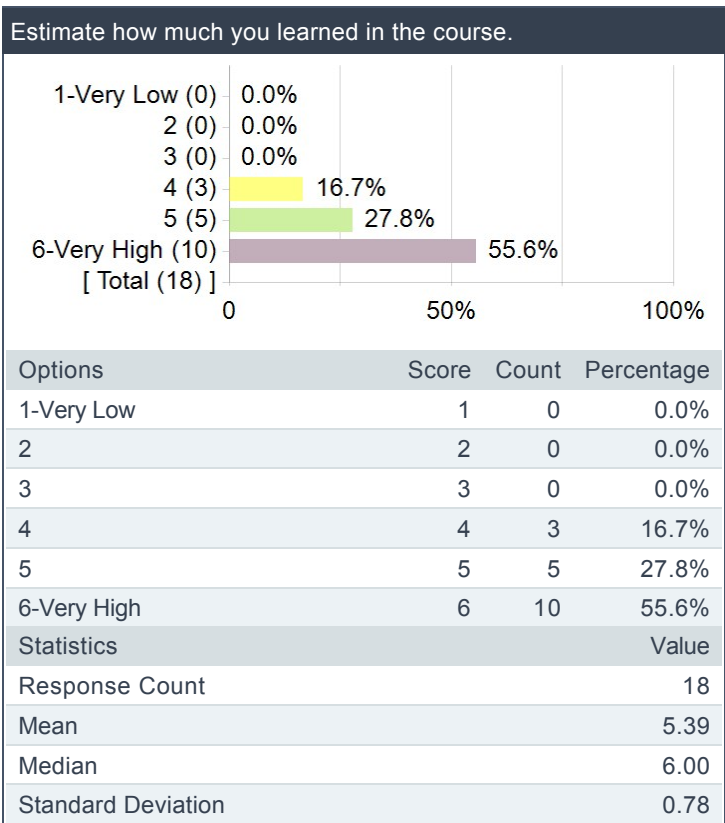 Estimate how much you learned in the course.
1-Very Low (0) 0.0%
2 (0) 0.0%
3 (0) 0.0%
4 (3) 16.7%
5 (5) 27.8%
6-Very High (10) 55.6%
[ Total (18) ]
0 50% 100%
Options Score Count Percentage
1-Very Low 1 0 0.0%
2 2 0 0.0%
3 3 0 0.0%
4 4 3 16.7%
5 5 5 27.8%
6-Very High 6 10 55.6%
Statistics Value
Response Count 18
Mean 5.39
Median 6.00
Standard Deviation 0.78